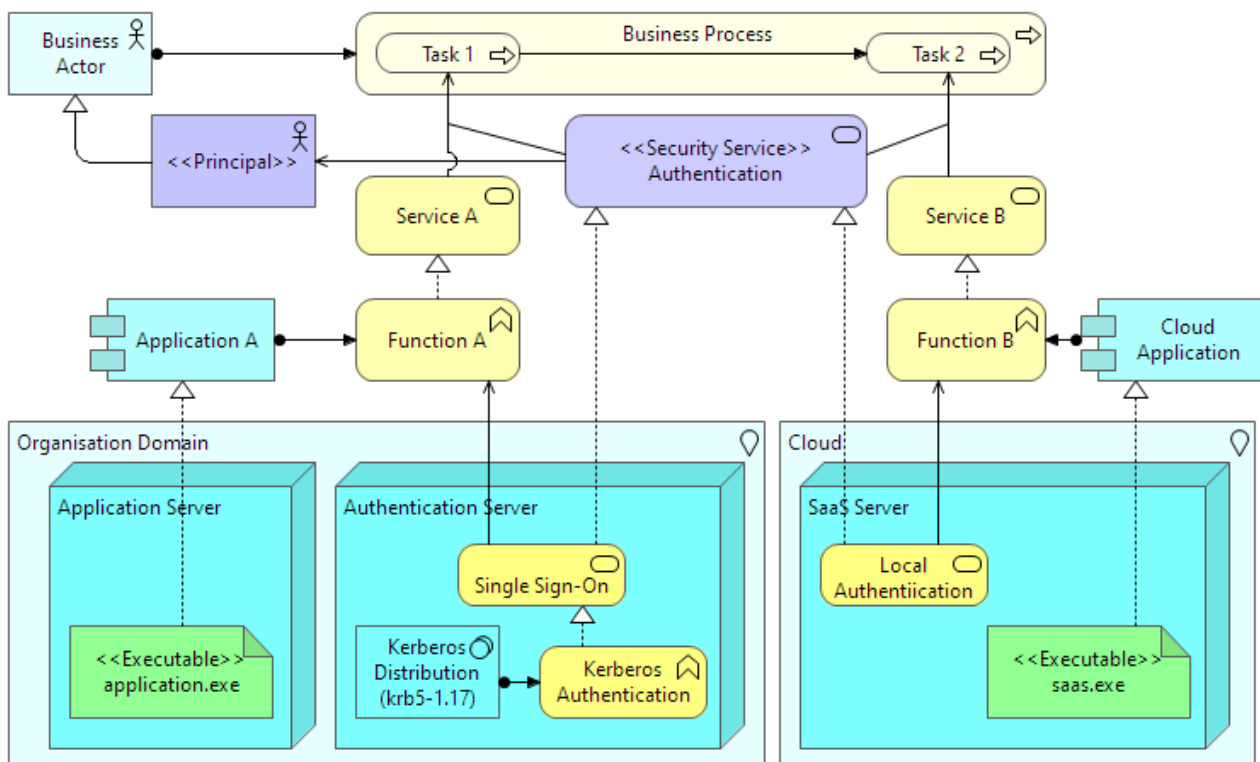 Business
Actor
Business Process
Task 1
Task 2
<<Principal>>
<<Security Service>>
Authentication
Service A
Service B
Application A
Function A
Function B
Cloud
Application
Organisation Domain
Cloud
Application Server
Authentication Server
SaaS Server
Single Sign-On
Local
Authentiication
<<Executable>>
application.exe
Kerberos
Distribution
(krb5-1.17)
Kerberos
Authentication
<<Executable>>
saas.exe